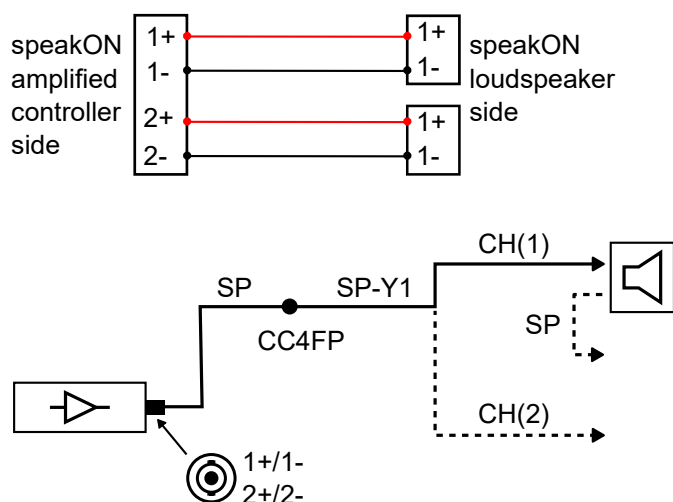 speakON
amplified
controller
side
1+
1-
2+
2-
1+
1-
1+
1-
speakON
loudspeaker
side
CH(1)
SP
SP-Y1
SP
CC4FP
CH(2)
1+/1-
2+/2-